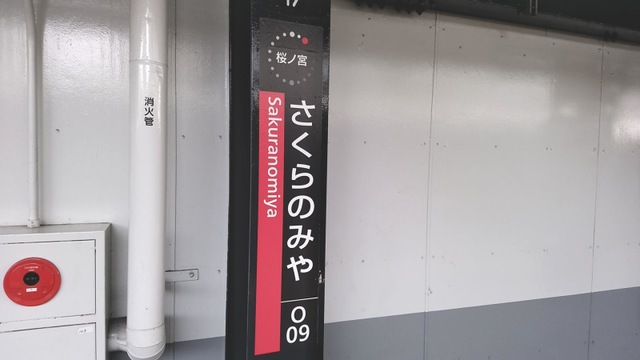 桜ノ宮
さくらのみや
Sakuranomiya
O
09
消火管